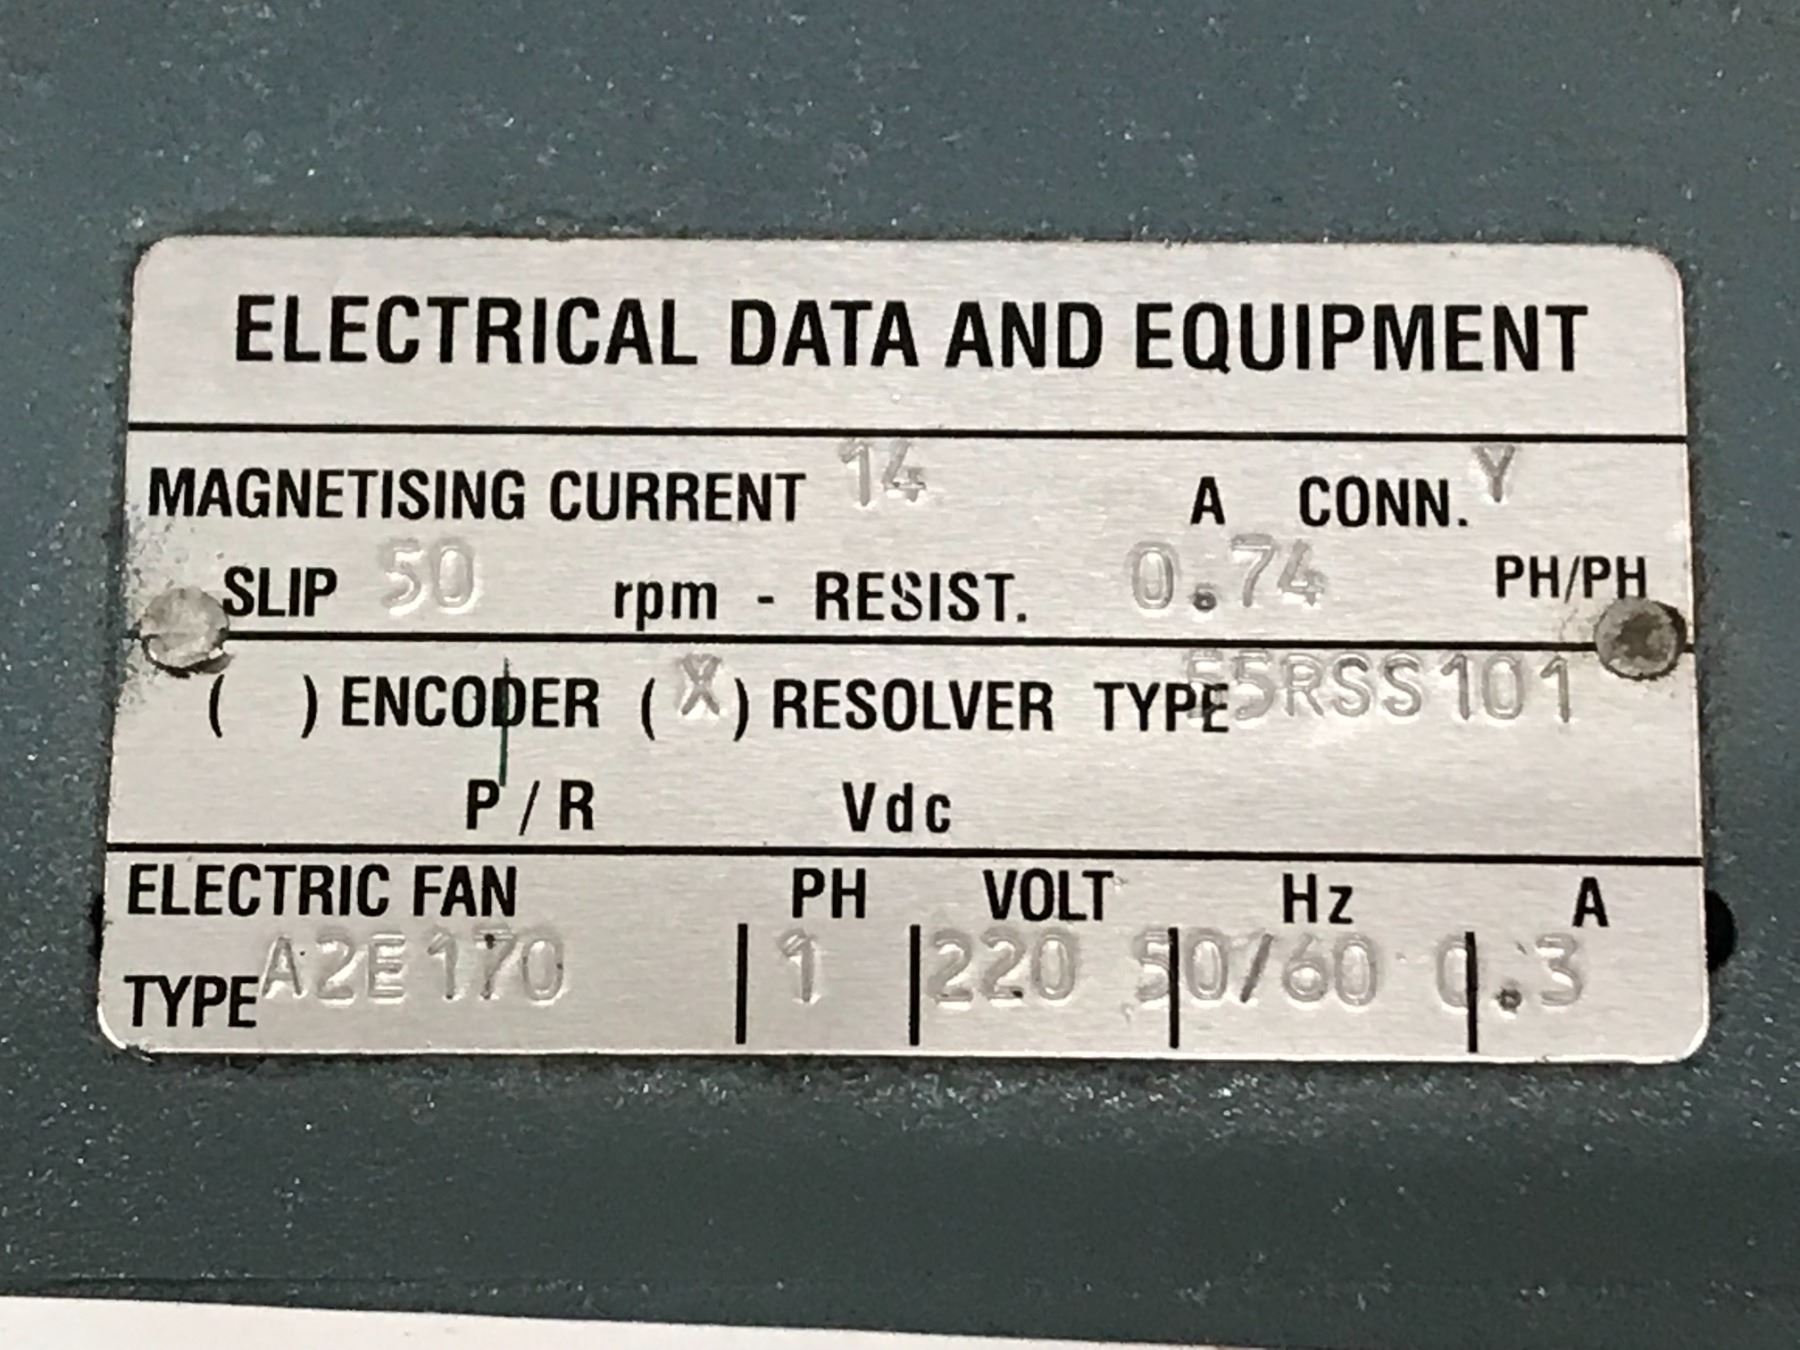 ELECTRICAL DATA AND EQUIPMENT
MAGNETISING CURRENT 14 A CONN. Y
SLIP 50 rpm - RESIST. 0.74 PH/PH
( ) ENCODER ( X ) RESOLVER TYPE
P / R Vdc
ELECTRIC FAN PH VOLT Hz A
TYPE A2E170 | 1 | 220 | 50/60 | 0.3